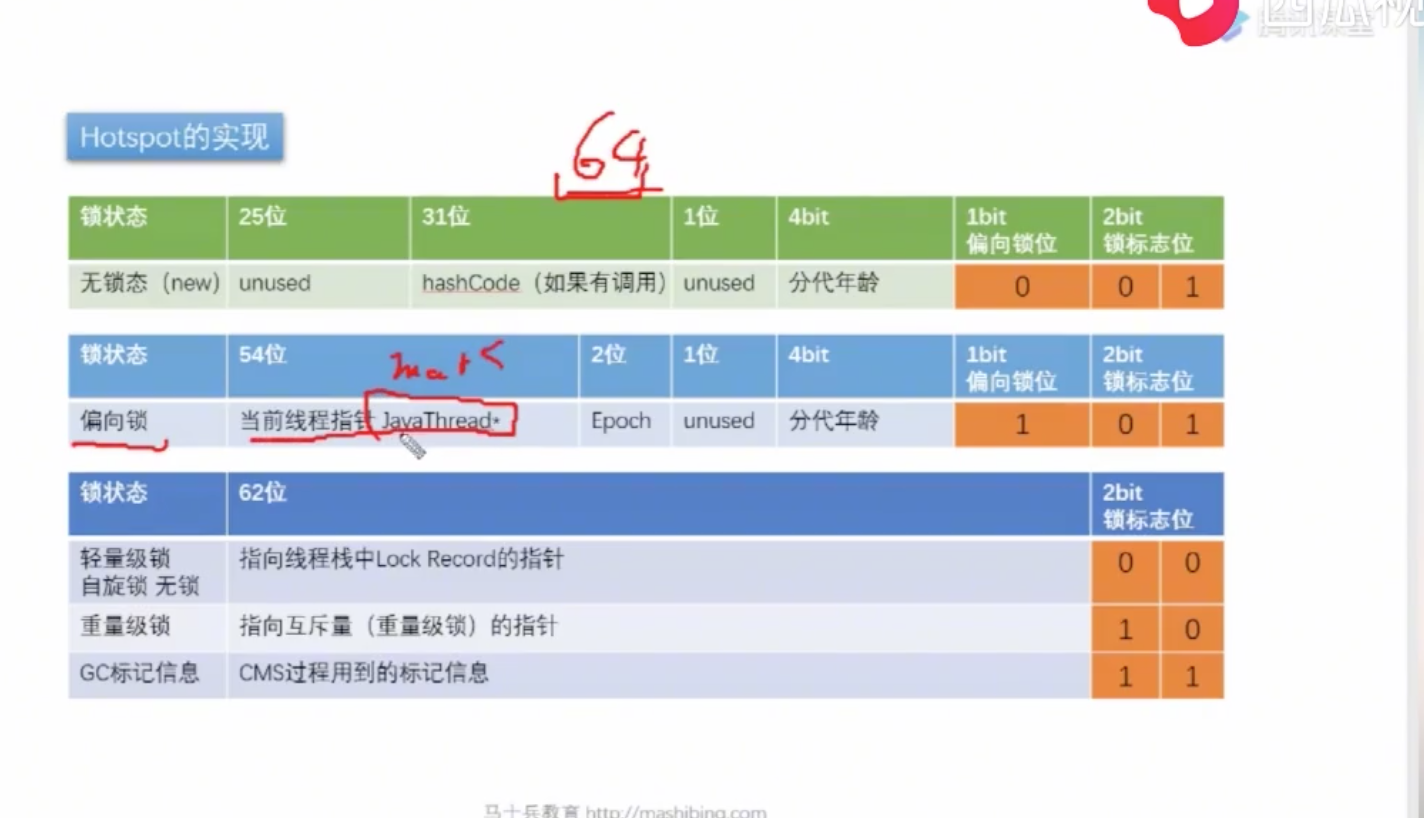 Hotspot的实现
64
锁状态 25位 31位 1位 4bit 1bit 偏向锁位 2bit 锁标志位
无锁态（new） unused hashCode（如果有调用） unused 分代年龄 0 0 1
锁状态 54位 2位 1位 4bit 1bit 偏向锁位 2bit 锁标志位
mark
偏向锁 当前线程指针 JavaThread* Epoch unused 分代年龄 1 0 1
锁状态 62位 2bit 锁标志位
轻量级锁 自旋锁 无锁 指向线程栈中Lock Record的指针 0 0
重量级锁 指向互斥量（重量级锁）的指针 1 0
GC标记信息 CMS过程用到的标记信息 1 1
马士兵教育 http://mashibing.com